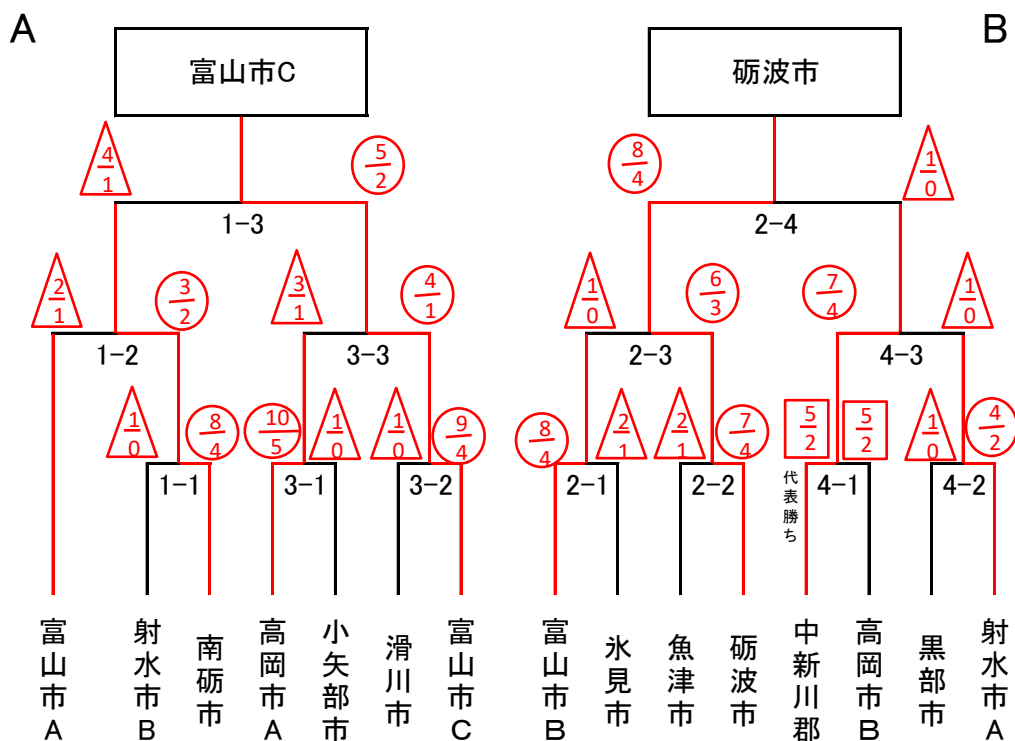 A
B
富山市C
砺波市
4/1
5/2
8/4
1/0
1-3
2-4
2/1
3/2
3/1
4/1
1/0
6/3
7/4
1/0
1-2
3-3
2-3
4-3
1/0
8/4
10/5
1/0
1/0
9/4
8/4
2/1
2/1
7/4
5/2
5/2
1/0
4/2
1-1
3-1
3-2
2-1
2-2
4-1
4-2
代表勝ち
富山市A
射水市B
南砺市
高岡市A
小矢部市
滑川市
富山市C
富山市B
氷見市
魚津市
砺波市
中新川郡
高岡市B
黒部市
射水市A